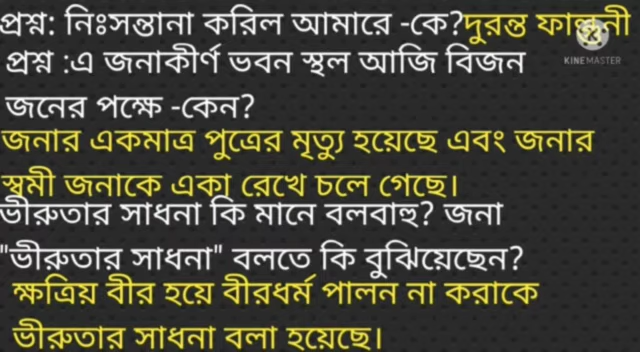 প্রশ্ন: নিঃসন্তানা করিল আমারে -কে?দুরন্ত ফাল্গুনী
KINEMASTER
প্রশ্ন :এ জনাকীর্ণ ভবন স্থল আজি বিজন
জনের পক্ষে -কেন?
জনার একমাত্র পুত্রের মৃত্যু হয়েছে এবং জনার
স্বমী জনাকে একা রেখে চলে গেছে।
ভীরুতার সাধনা কি মানে বলবাহু? জনা
"ভীরুতার সাধনা" বলতে কি বুঝিয়েছেন?
ক্ষত্রিয় বীর হয়ে বীরধর্ম পালন না করাকে
ভীরুতার সাধনা বলা হয়েছে।